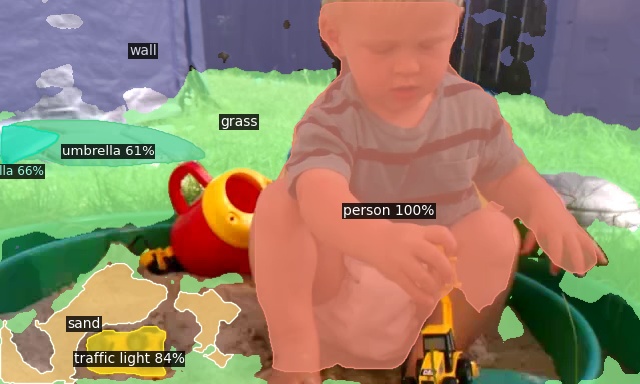 wall
grass
umbrella 61%
lla 66%
person 100%
sand
traffic light 84%